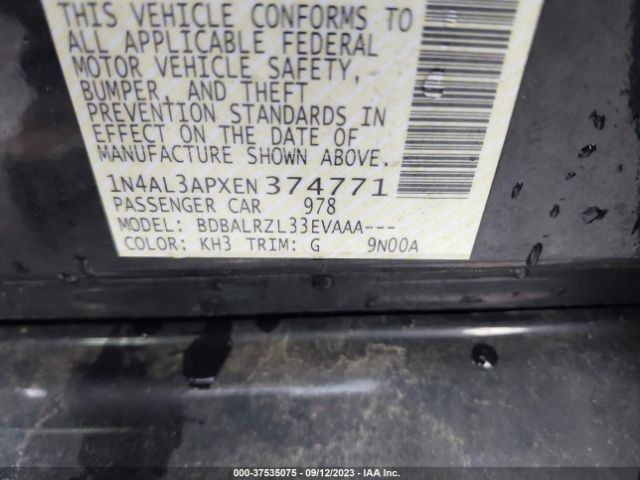 THIS VEHICLE CONFORMS TO
ALL APPLICABLE FEDERAL
MOTOR VEHICLE SAFETY,
BUMPER, AND THEFT
PREVENTION STANDARDS IN
EFFECT ON THE DATE OF
MANUFACTURE SHOWN ABOVE.
1N4AL3APXEN 374771
PASSENGER CAR 978
MODEL: BDBALRZL33EVAAA---
COLOR: KH3 TRIM: G 9N00A
000-37535075 - 09/12/2023 - IAA Inc.